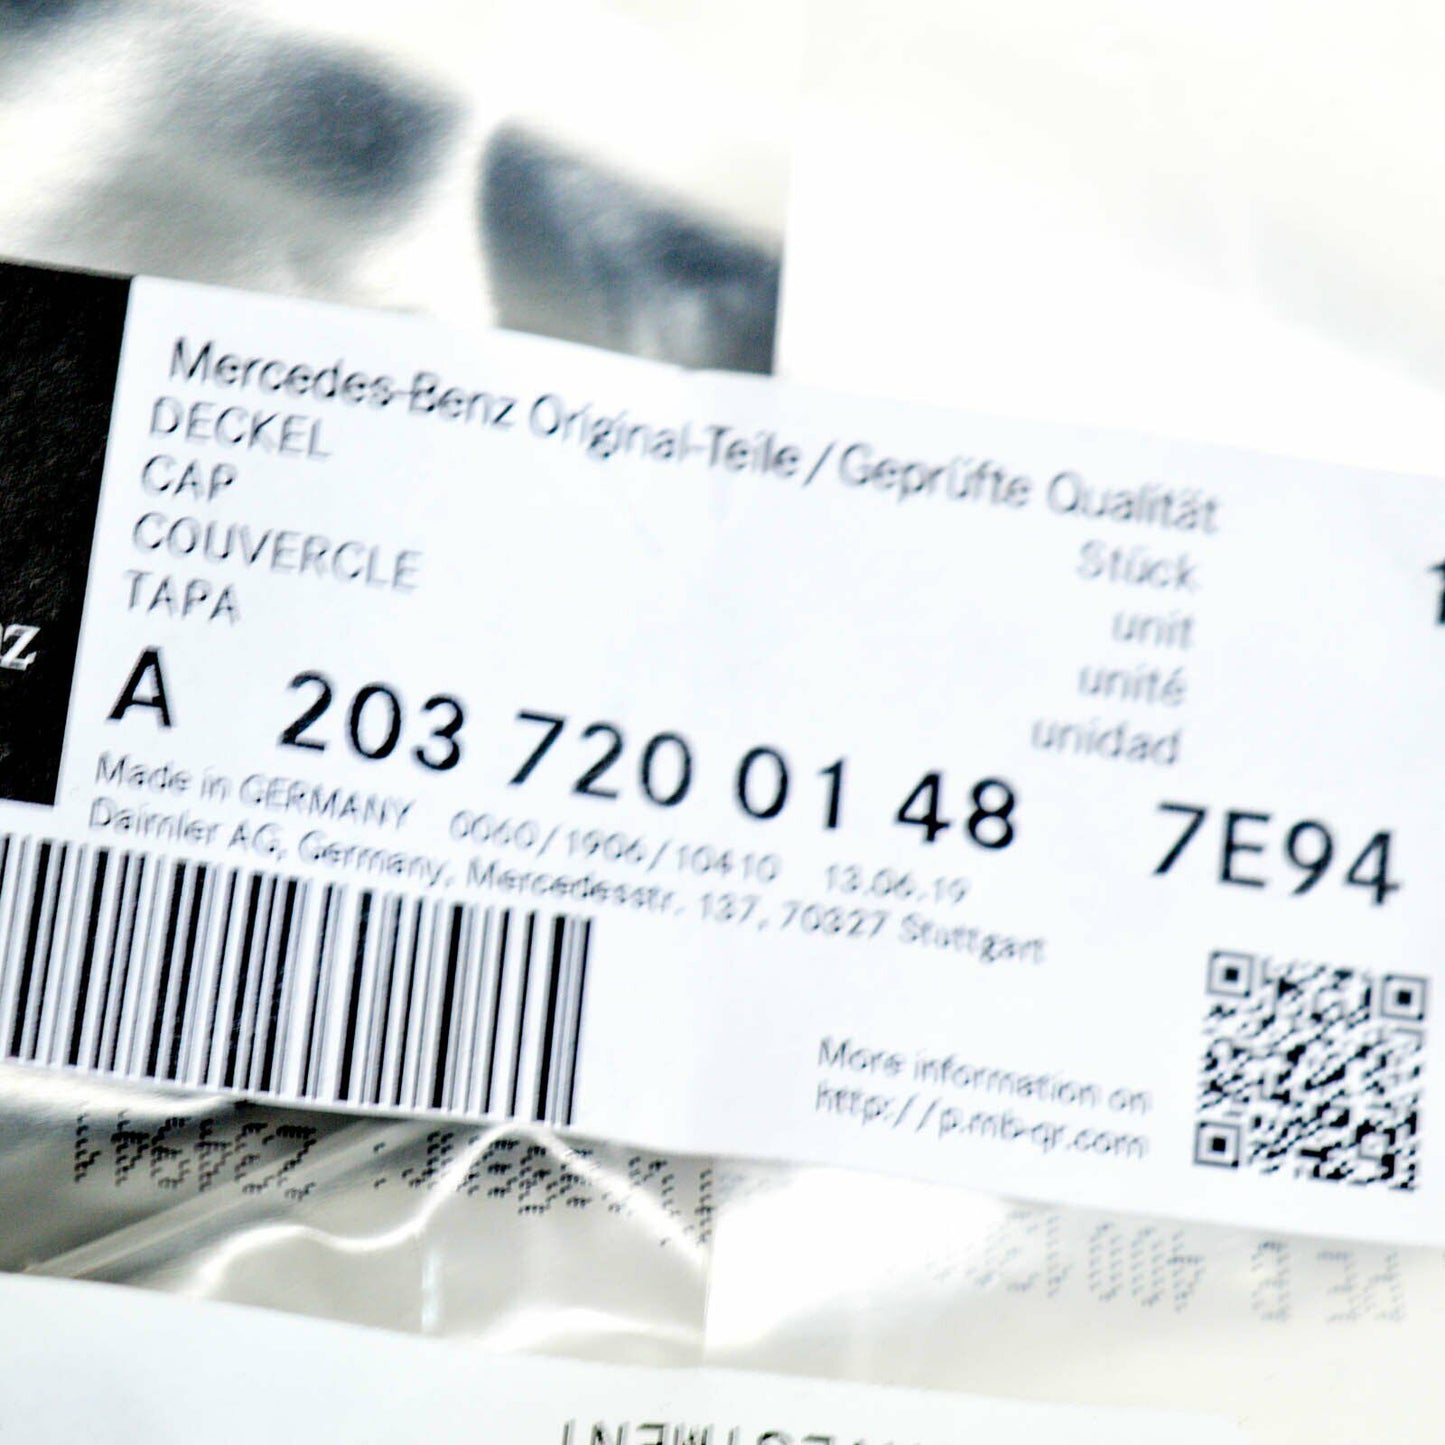 Mercedes-Benz Original-Teile / Geprüfte Qualität
DECKEL
CAP
COUVERCLE
TAPA
Stück
unit
unité
unidad
A 203 720 01 48 7E94
Made in GERMANY 0060/1906/10410 13.06.19
Daimler AG, Germany, Mercedesstr. 137, 70327 Stuttgart
More information on
http://p.mb-qr.com